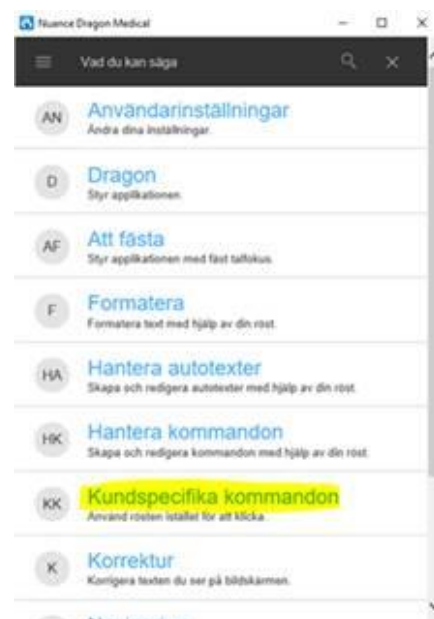 Nuance Dragon Medical
Vad du kan säga
AN Användarinställningar
Ändra dina inställningar.
D Dragon
Styr applikationen.
AF Att fästa
Styr applikationen med fäst talfokus.
F Formatera
Formatera text med hjälp av din röst.
HA Hantera autotexter
Skapa och redigera autotexter med hjälp av din röst.
HK Hantera kommandon
Skapa och redigera kommandon med hjälp av din röst.
KK Kundspecifika kommandon
Använd rösten istället för att klicka.
K Korrektur
Korrigera texten du ser på bildskärmen.